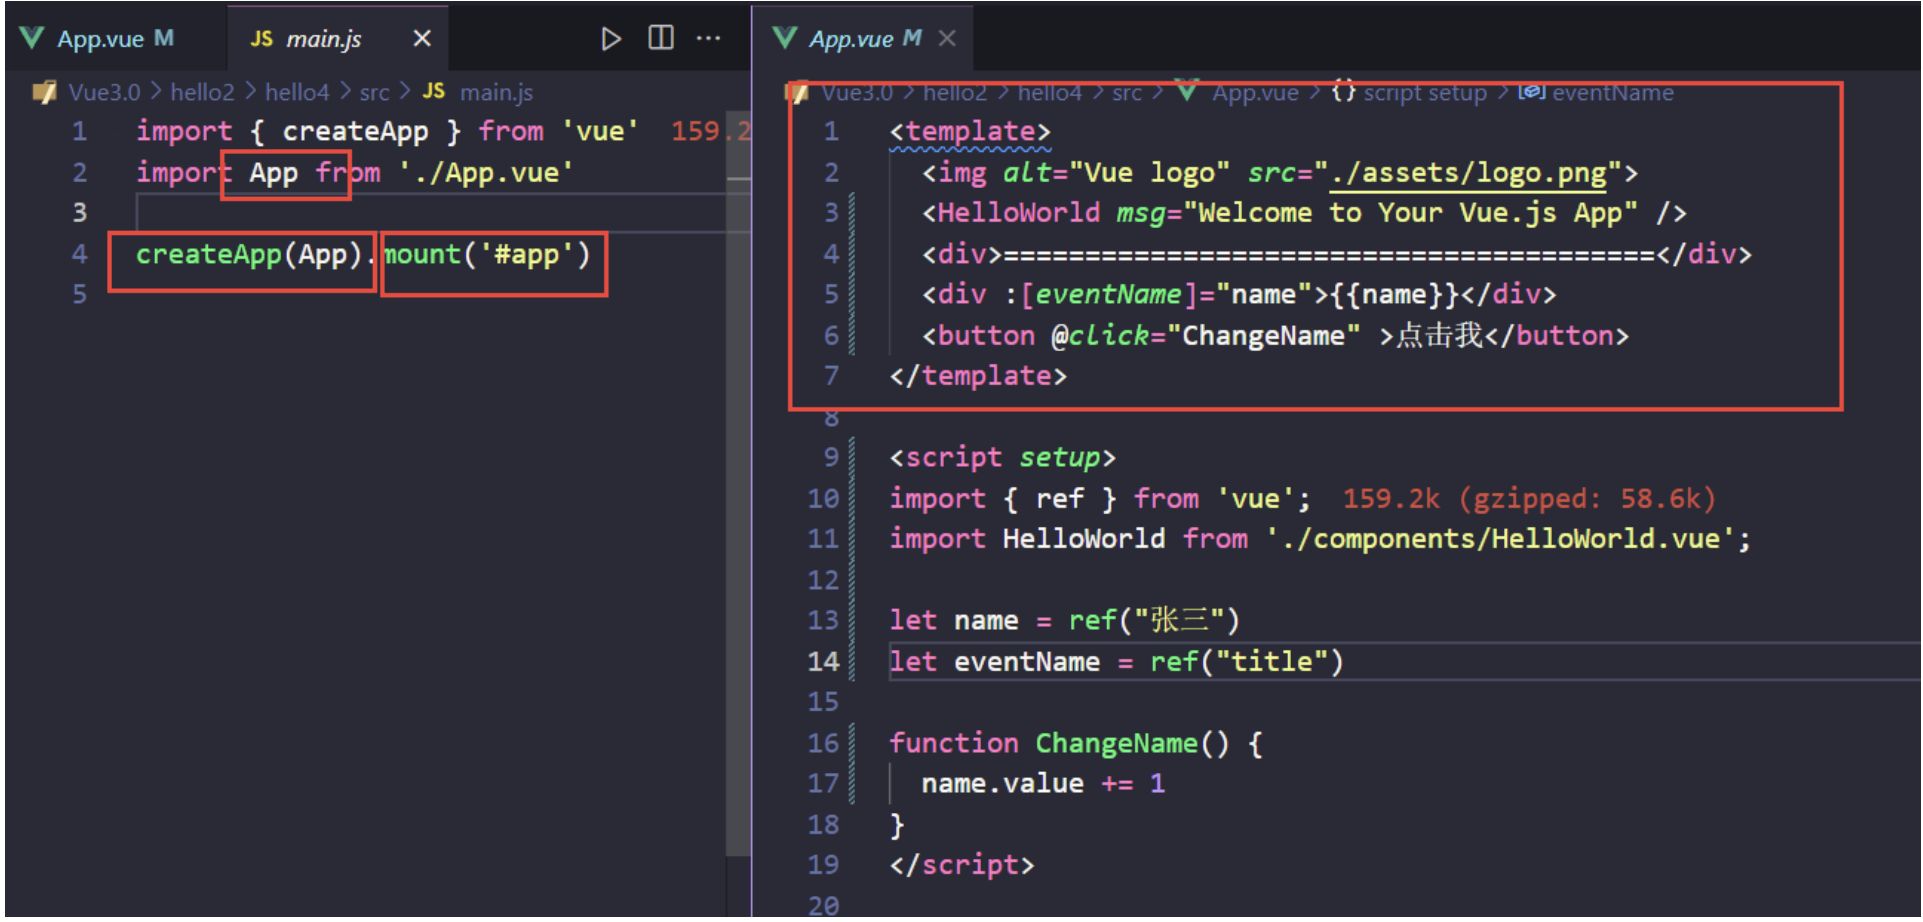 App.vue M
JS main.js
Vue3.0 > hello2 > hello4 > src > JS main.js
1 import { createApp } from 'vue' 159.2
2 import App from './App.vue'
3
4 createApp(App).mount('#app')
5
App.vue M
Vue3.0 > hello2 > hello4 > src > App.vue > {} script setup > eventName
1 <template>
2 <img alt="Vue logo" src="./assets/logo.png">
3 <HelloWorld msg="Welcome to Your Vue.js App" />
4 <div>========================================</div>
5 <div :[eventName]="name">{{name}}</div>
6 <button @click="ChangeName" >点击我</button>
7 </template>
8
9 <script setup>
10 import { ref } from 'vue'; 159.2k (gzipped: 58.6k)
11 import HelloWorld from './components/HelloWorld.vue';
12
13 let name = ref("张三")
14 let eventName = ref("title")
15
16 function ChangeName() {
17 name.value += 1
18 }
19 </script>
20